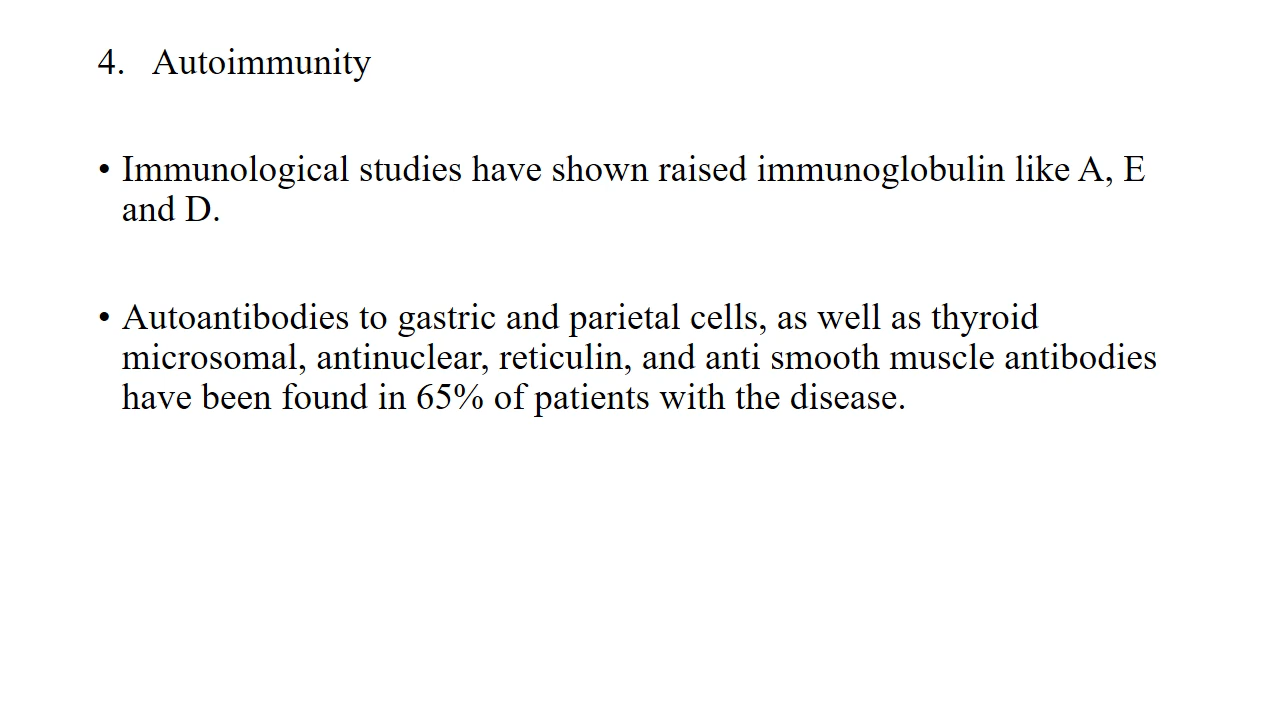 4. Autoimmunity
• Immunological studies have shown raised immunoglobulin like A, E
and D.
• Autoantibodies to gastric and parietal cells, as well as thyroid
microsomal, antinuclear, reticulin, and anti smooth muscle antibodies
have been found in 65% of patients with the disease.